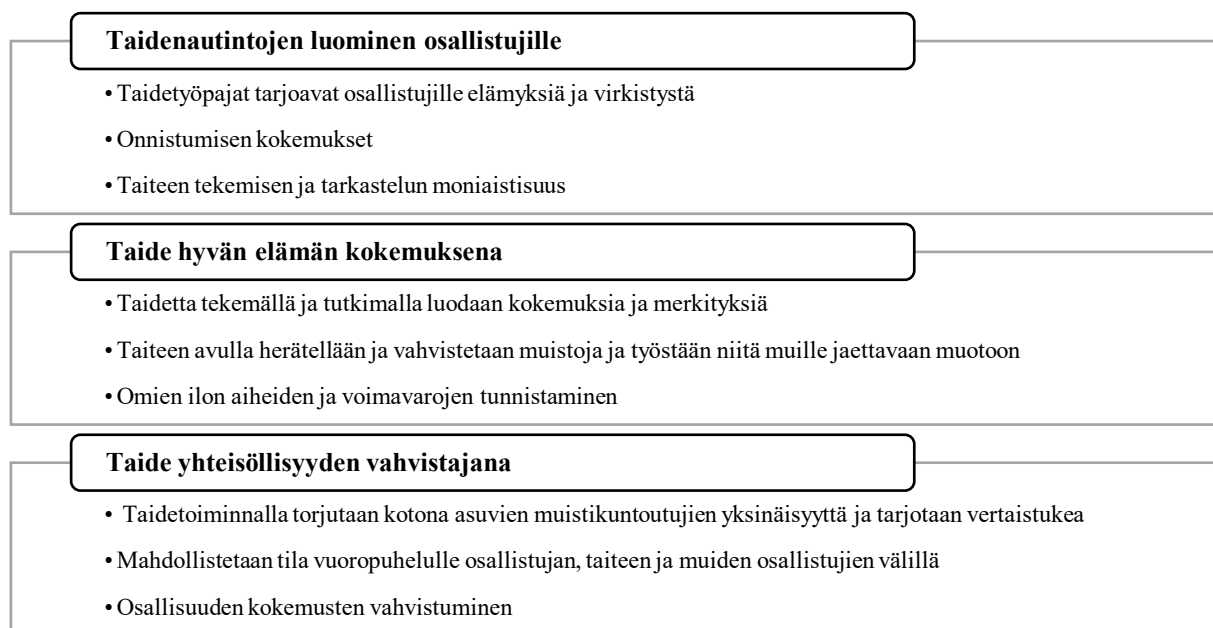 Taidenautintojen luominen osallistujille
• Taidetyöpajat tarjoavat osallistujille elämyksiä ja virkistystä
• Onnistumisen kokemukset
• Taiteen tekemisen ja tarkastelun moniaistisuus
Taide hyvän elämän kokemuksena
• Taidetta tekemällä ja tutkimalla luodaan kokemuksia ja merkityksiä
• Taiteen avulla herätellään ja vahvistetaan muistoja ja työstään niitä muille jaettavaan muotoon
• Omien ilon aiheiden ja voimavarojen tunnistaminen
Taide yhteisöllisyyden vahvistajana
• Taidetoiminnalla torjutaan kotona asuvien muistikuntoutujien yksinäisyyttä ja tarjotaan vertaistukea
• Mahdollistetaan tila vuoropuhelulle osallistujan, taiteen ja muiden osallistujien välillä
• Osallisuuden kokemusten vahvistuminen